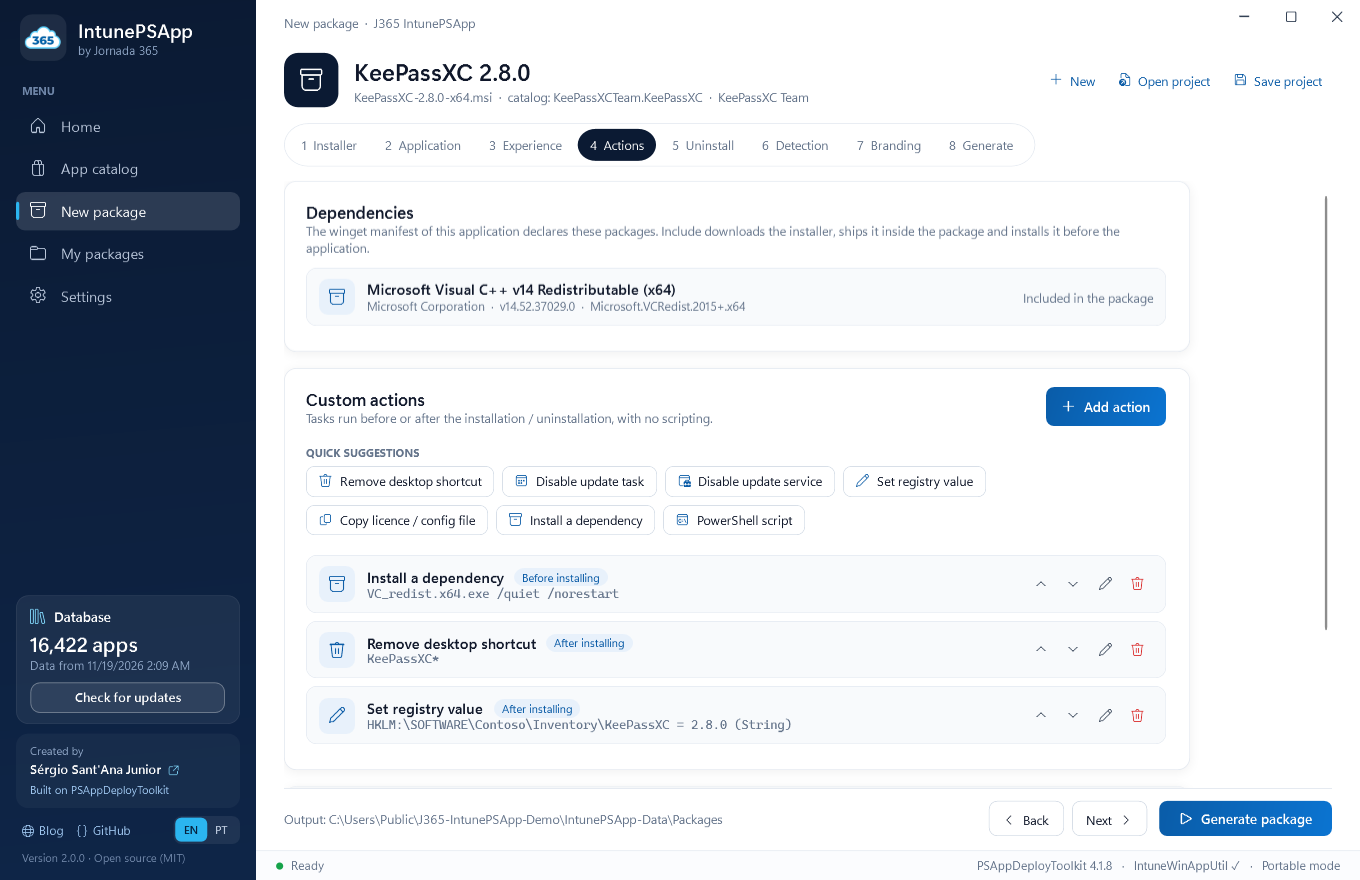 365
IntunePSApp
by Jornada 365
MENU
Home
App catalog
New package
My packages
Settings
Database
16,422 apps
Data from 11/19/2026 2:09 AM
Check for updates
Created by
Sérgio Sant'Ana Junior
Built on PSAppDeployToolkit
Blog
{} GitHub
EN
PT
Version 2.0.0 · Open source (MIT)
New package · J365 IntunePSApp
KeePassXC 2.8.0
KeePassXC-2.8.0-x64.msi · catalog: KeePassXCTeam.KeePassXC · KeePassXC Team
New
Open project
Save project
1 Installer
2 Application
3 Experience
4 Actions
5 Uninstall
6 Detection
7 Branding
8 Generate
Dependencies
The winget manifest of this application declares these packages. Include downloads the installer, ships it inside the package and installs it before the
application.
Microsoft Visual C++ v14 Redistributable (x64)
Microsoft Corporation · v14.52.37029.0 · Microsoft.VCRedist.2015+.x64
Included in the package
Custom actions
Tasks run before or after the installation / uninstallation, with no scripting.
Add action
QUICK SUGGESTIONS
Remove desktop shortcut
Disable update task
Disable update service
Set registry value
Copy licence / config file
Install a dependency
PowerShell script
Install a dependency
Before installing
VC_redist.x64.exe /quiet /norestart
Remove desktop shortcut
After installing
KeePassXC*
Set registry value
After installing
HKLM:\SOFTWARE\Contoso\Inventory\KeePassXC = 2.8.0 (String)
Output: C:\Users\Public\J365-IntunePSApp-Demo\IntunePSApp-Data\Packages
Back
Next
Generate package
Ready
PSAppDeployToolkit 4.1.8 · IntuneWinAppUtil ✓ · Portable mode